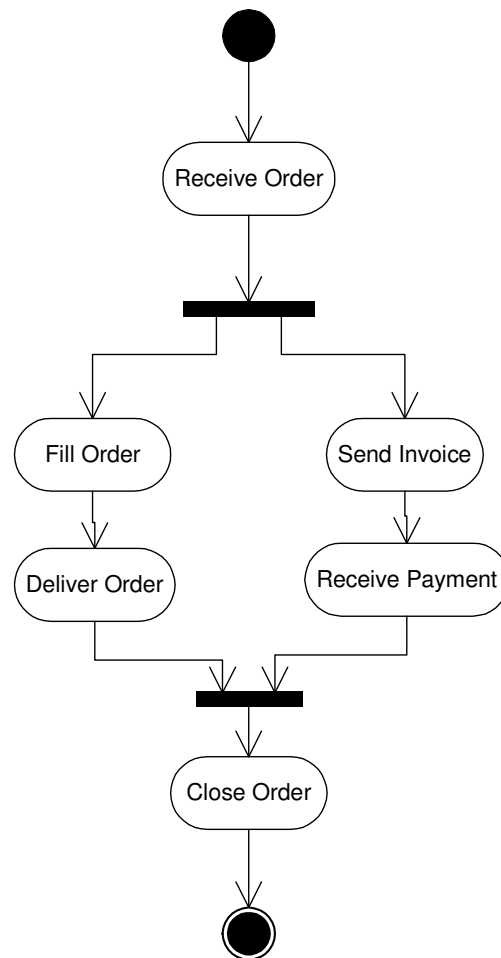 Receive Order
Fill Order
Send Invoice
Deliver Order
Receive Payment
Close Order